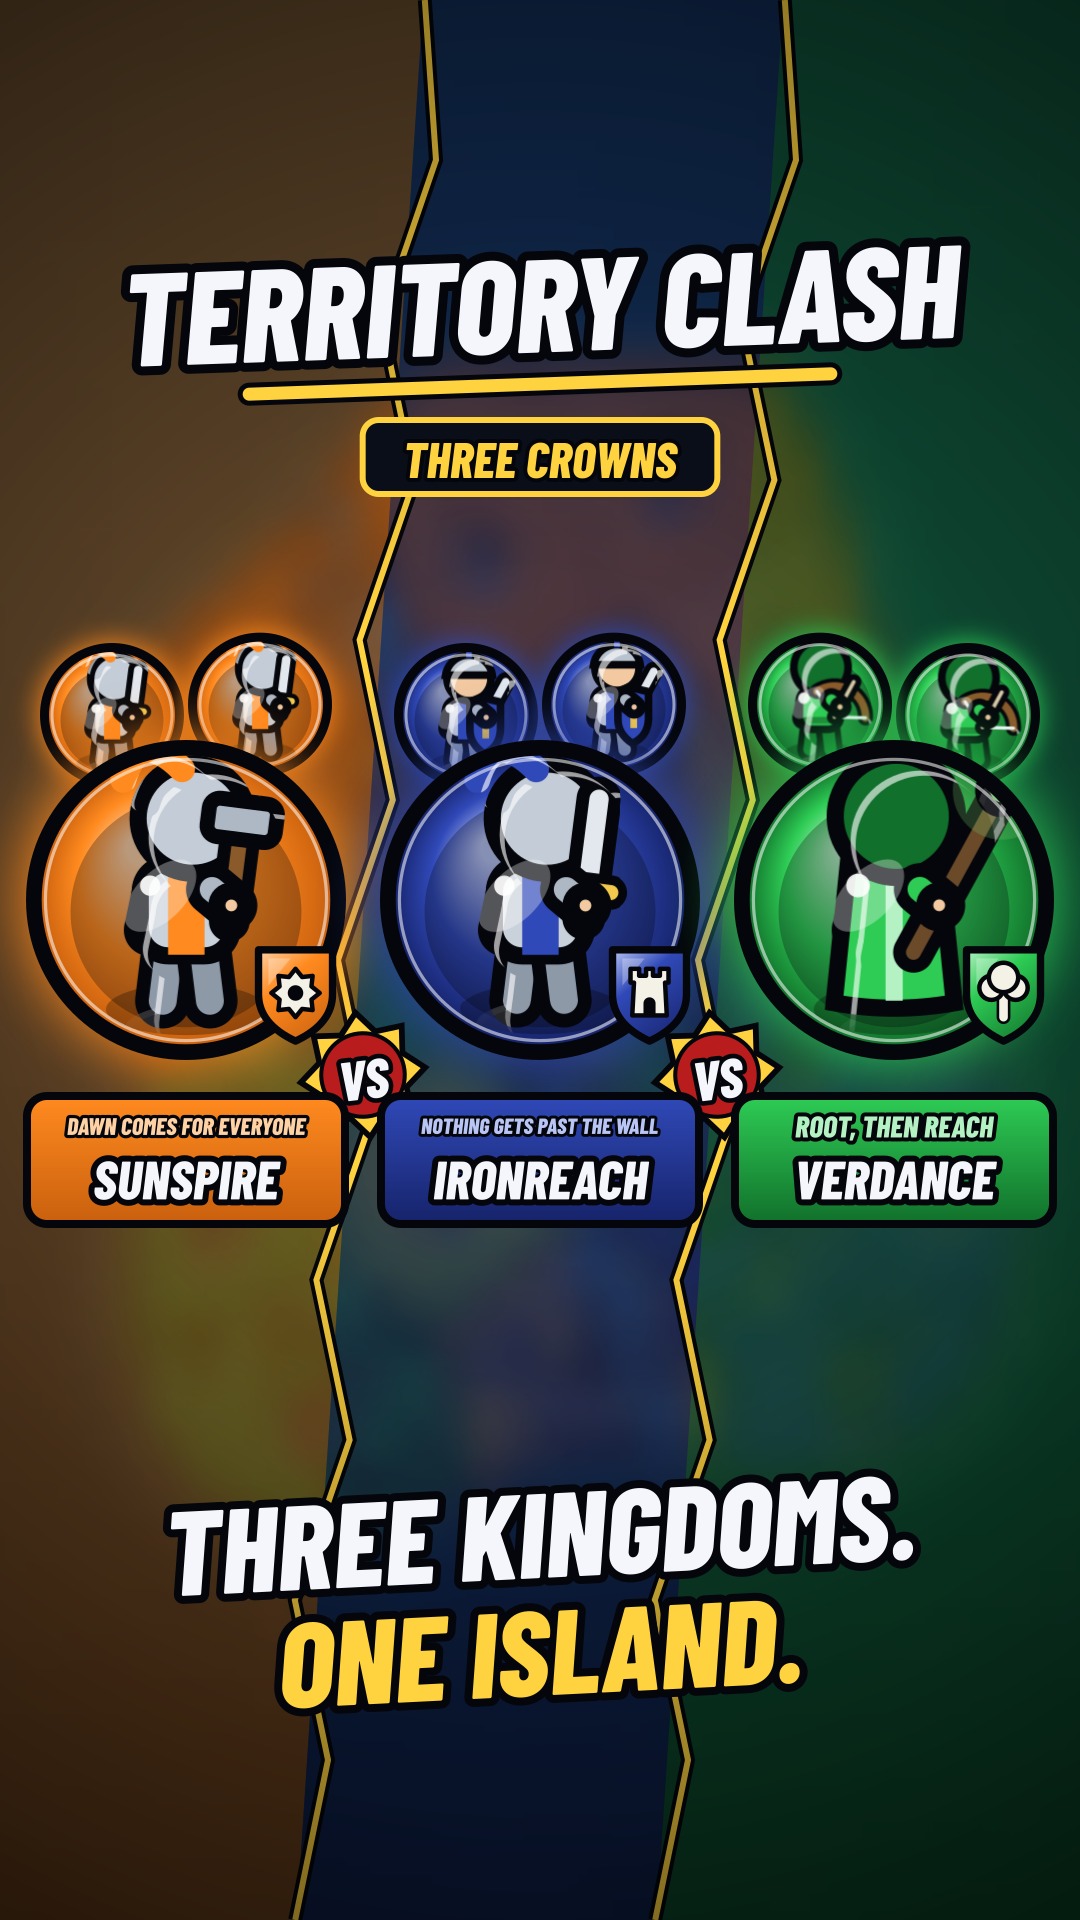 TERRITORY CLASH
THREE CROWNS
VS
VS
DAWN COMES FOR EVERYONE
SUNSPIRE
NOTHING GETS PAST THE WALL
IRONREACH
ROOT, THEN REACH
VERDANCE
THREE KINGDOMS.
ONE ISLAND.